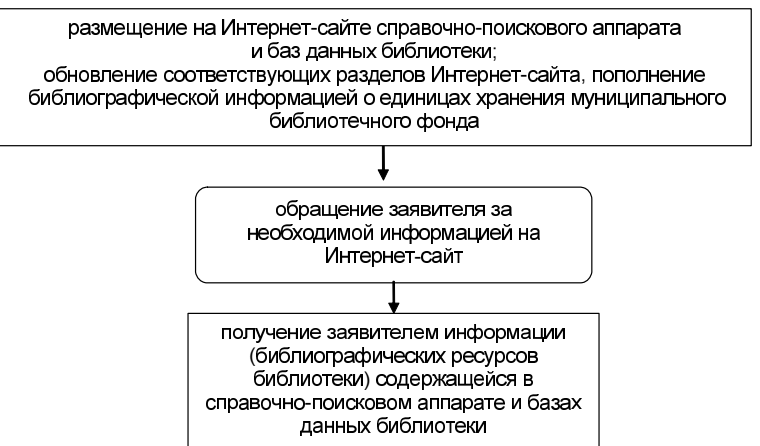 размещение на Интернет-сайте справочно-поискового аппарата
и баз данных библиотеки;
обновление соответствующих разделов Интернет-сайта, пополнение
библиографической информацией о единицах хранения муниципального
библиотечного фонда
обращение заявителя за
необходимой информацией на
Интернет-сайт
получение заявителем информации
(библиографических ресурсов
библиотеки) содержащейся в
справочно-поисковом аппарате и базах
данных библиотеки